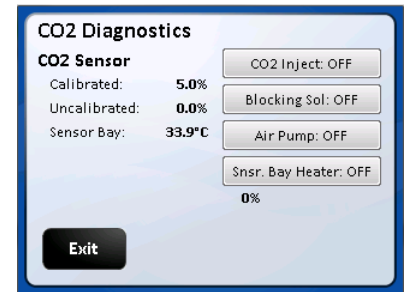 CO2 Diagnostics
CO2 Sensor
Calibrated: 5.0%
Uncalibrated: 0.0%
Sensor Bay: 33.9°C
CO2 Inject: OFF
Blocking Sol: OFF
Air Pump: OFF
Snsr. Bay Heater: OFF
0%
Exit